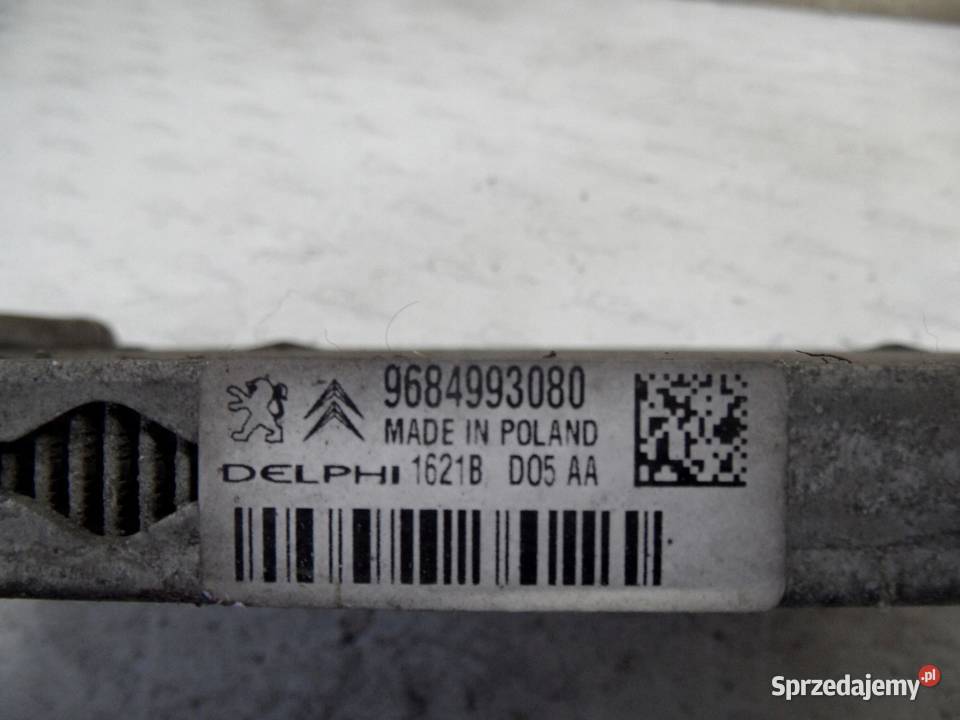 9684993080
MADE IN POLAND
DELPHI 1621B D05 AA
Sprzedajemy.pl